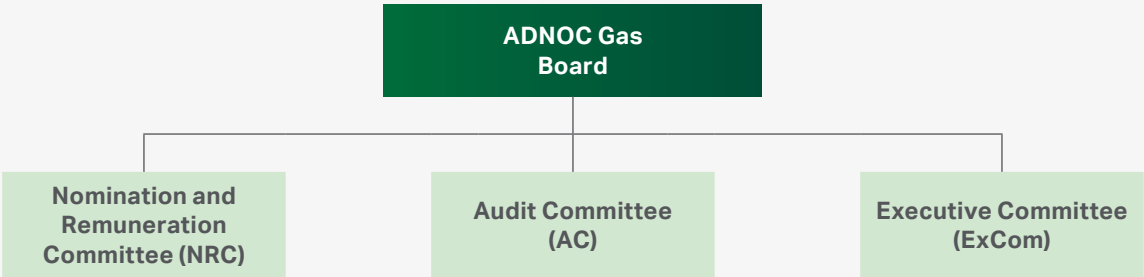 ADNOC Gas
Board
Nomination and
Remuneration
Committee (NRC)
Audit Committee
(AC)
Executive Committee
(ExCom)